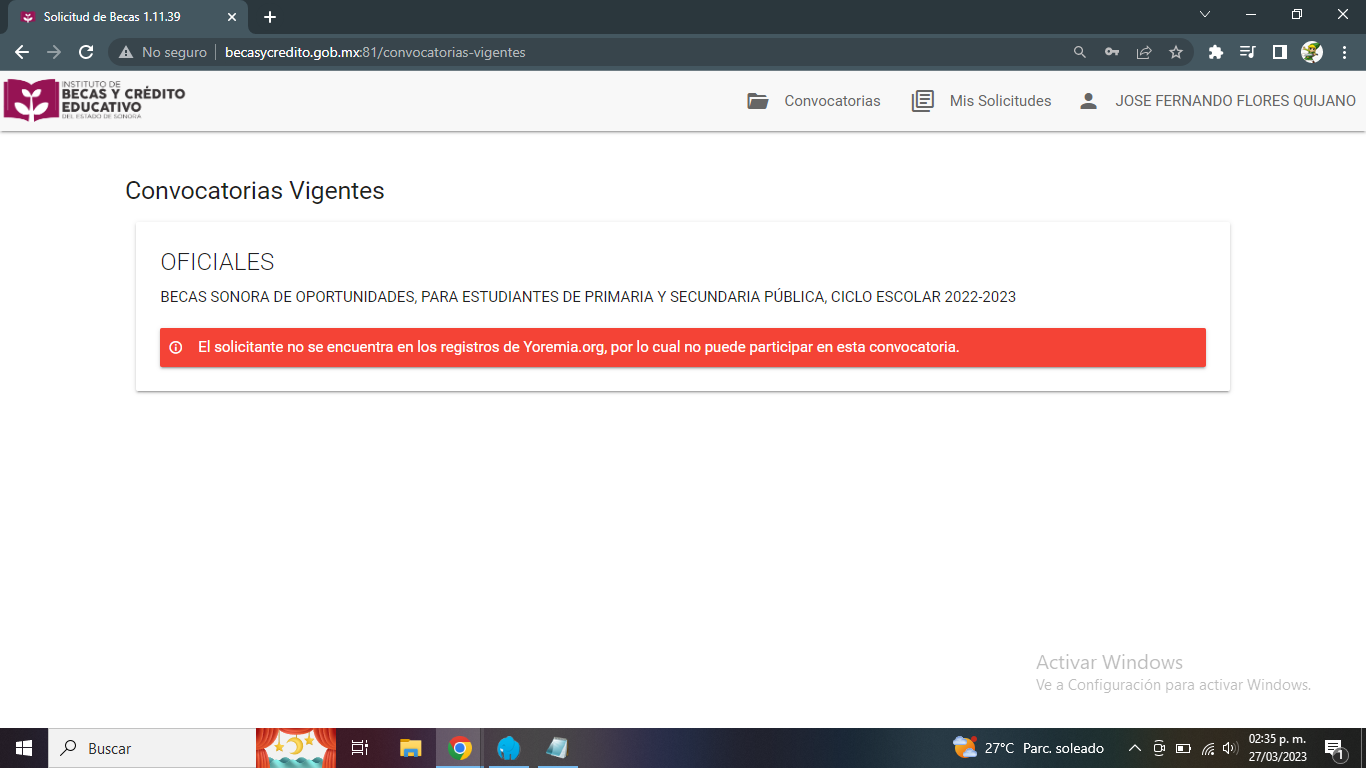 Solicitud de Becas 1.11.39
No seguro
becasycredito.gob.mx:81/convocatorias-vigentes
INSTITUTO DE
BECAS Y CRÉDITO
EDUCATIVO
DEL ESTADO DE SONORA
Convocatorias
Mis Solicitudes
JOSE FERNANDO FLORES QUIJANO
Convocatorias Vigentes
OFICIALES
BECAS SONORA DE OPORTUNIDADES, PARA ESTUDIANTES DE PRIMARIA Y SECUNDARIA PÚBLICA, CICLO ESCOLAR 2022-2023
El solicitante no se encuentra en los registros de Yoremia.org, por lo cual no puede participar en esta convocatoria.
Activar Windows
Ve a Configuración para activar Windows.
Buscar
27°C Parc. soleado
02:35 p. m.
27/03/2023
1